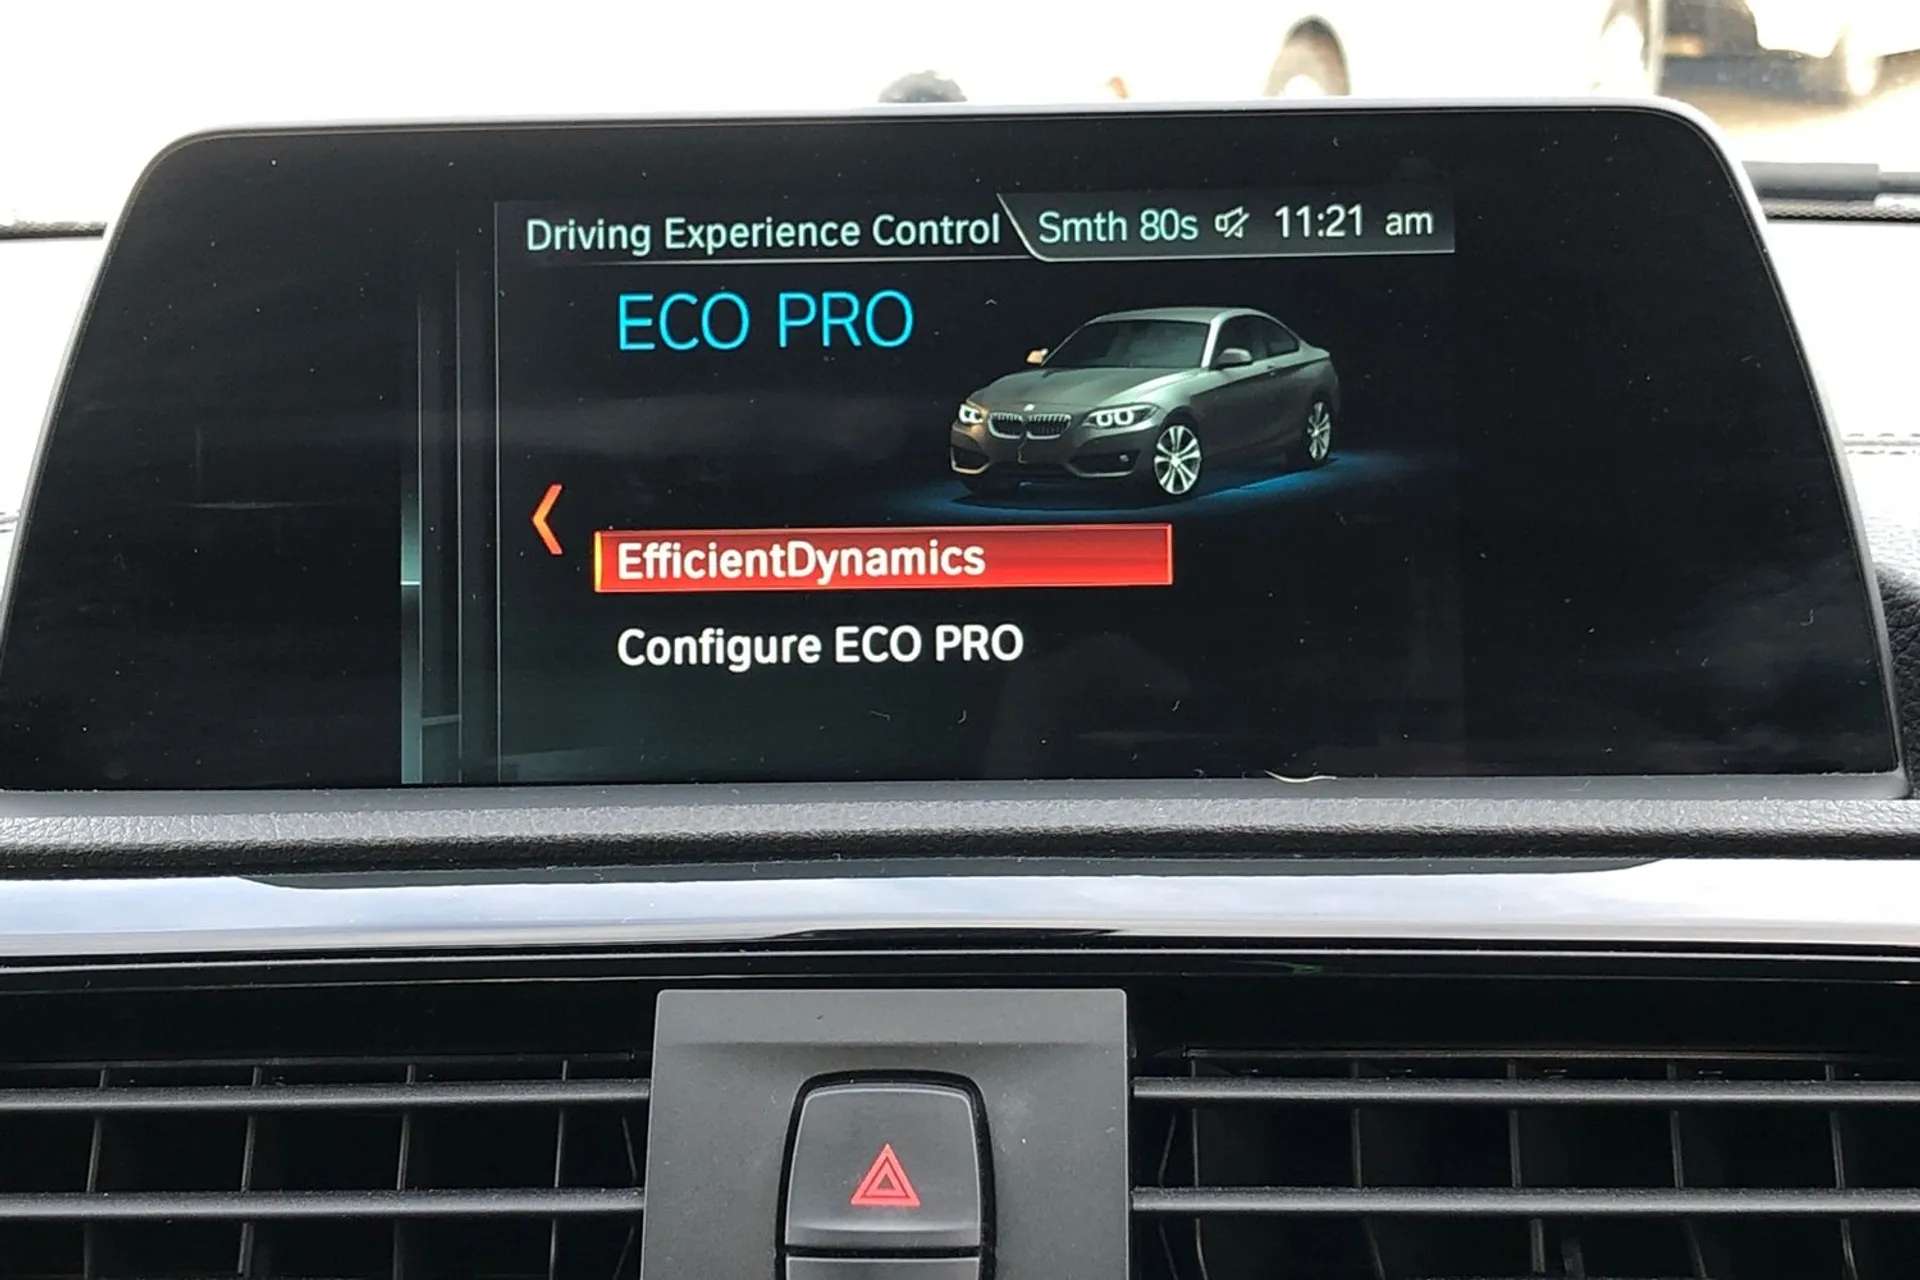 Driving Experience Control Smth 80s 11:21 am
ECO PRO
EfficientDynamics
Configure ECO PRO